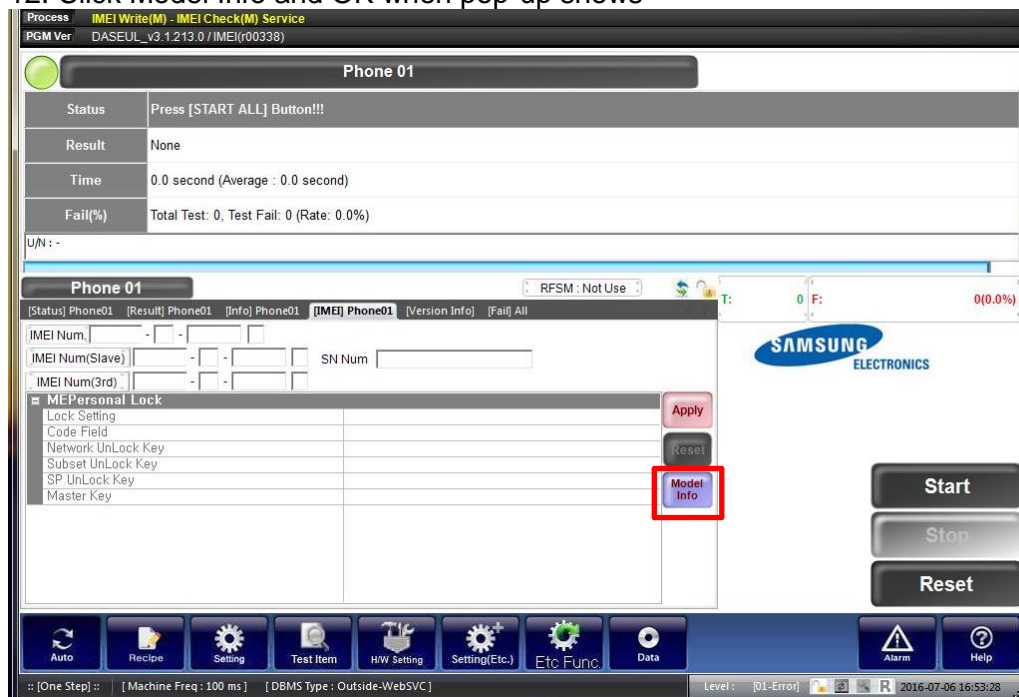 12. Click Model Info and OK when pop-up shows
Process IMEI Write(M) - IMEI Check(M) Service
PGM Ver DASEUL_v3.1.213.0 / IMEI(r00338)
Phone 01
Status Press [START ALL] Button!!!
Result None
Time 0.0 second (Average : 0.0 second)
Fail(%) Total Test: 0, Test Fail: 0 (Rate: 0.0%)
U/N : -
Phone 01 RFSM : Not Use
T: 0 F: 0(0.0%)
[Status] Phone01 [Result] Phone01 [Info] Phone01 [IMEI] Phone01 [Version Info] [Fail] All
IMEI Num. - -
IMEI Num(Slave) - - SN Num
IMEI Num(3rd) - -
SAMSUNG
ELECTRONICS
MEPersonal Lock
Lock Setting
Code Field
Network UnLock Key
Subset UnLock Key
SP UnLock Key
Master Key
Apply
Reset
Model
Info
Start
Stop
Reset
Auto Recipe Setting Test Item H/W Setting Setting(Etc.) Etc Func. Data Alarm Help
:: [One Step] :: [ Machine Freq : 100 ms ] [ DBMS Type : Outside-WebSVC ] Level : [01-Error] R 2016-07-06 16:53:28